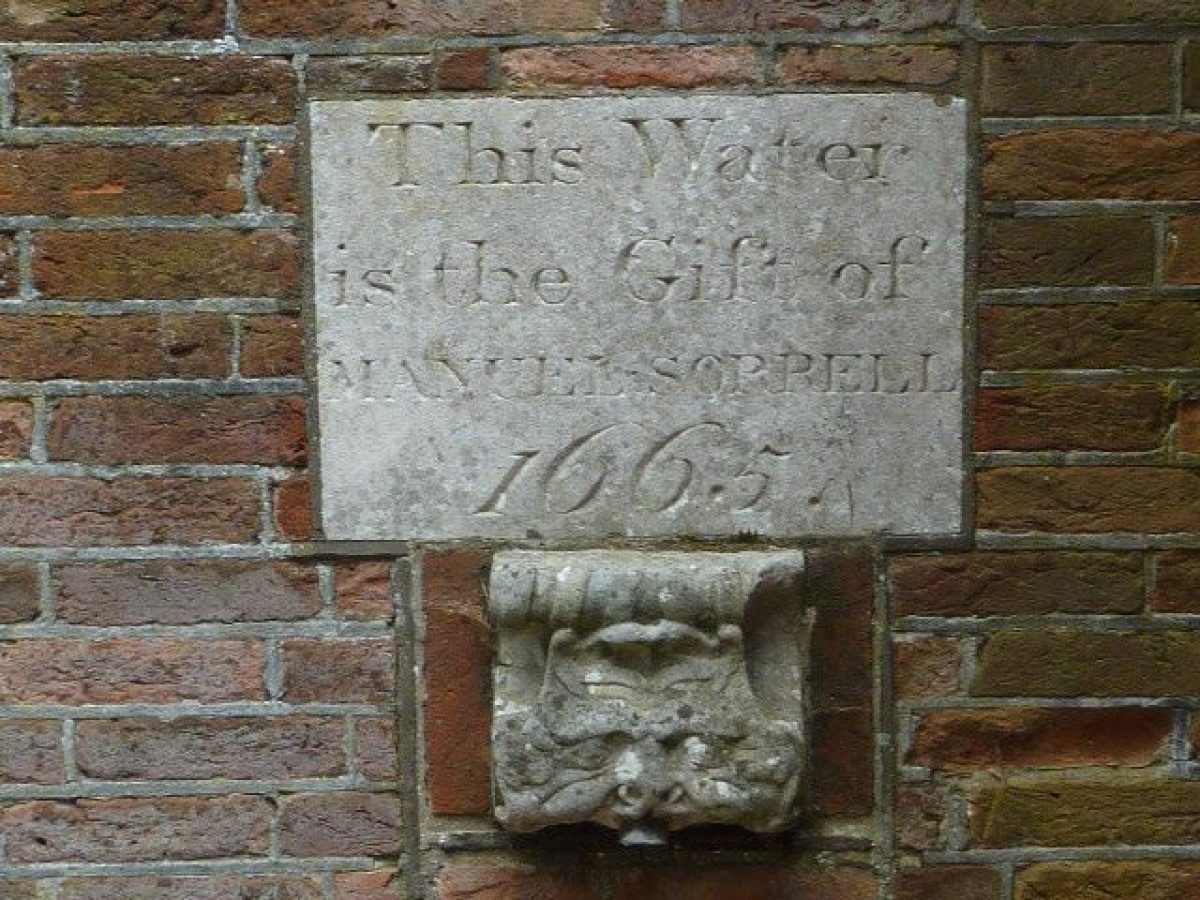 This Water
is the Gift of
MANUEL·SORRELL
1665.